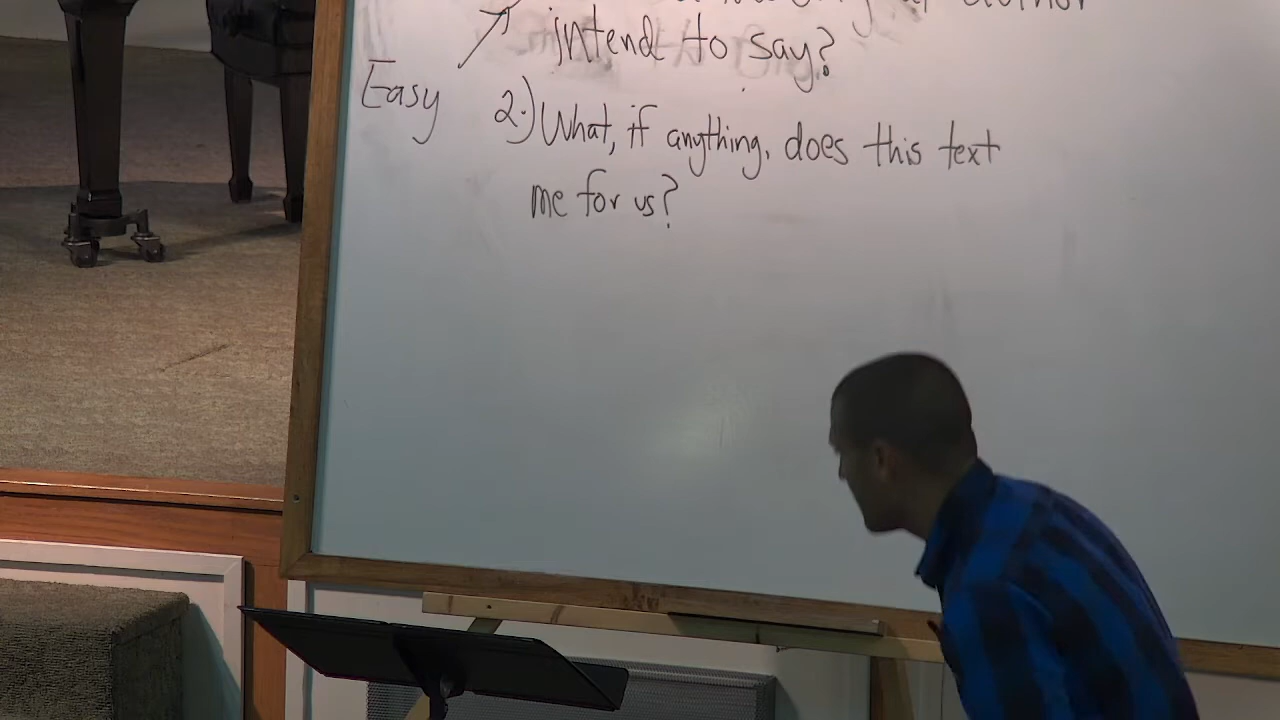 intend to say?
Easy
2.) What, if anything, does this text
me for us?